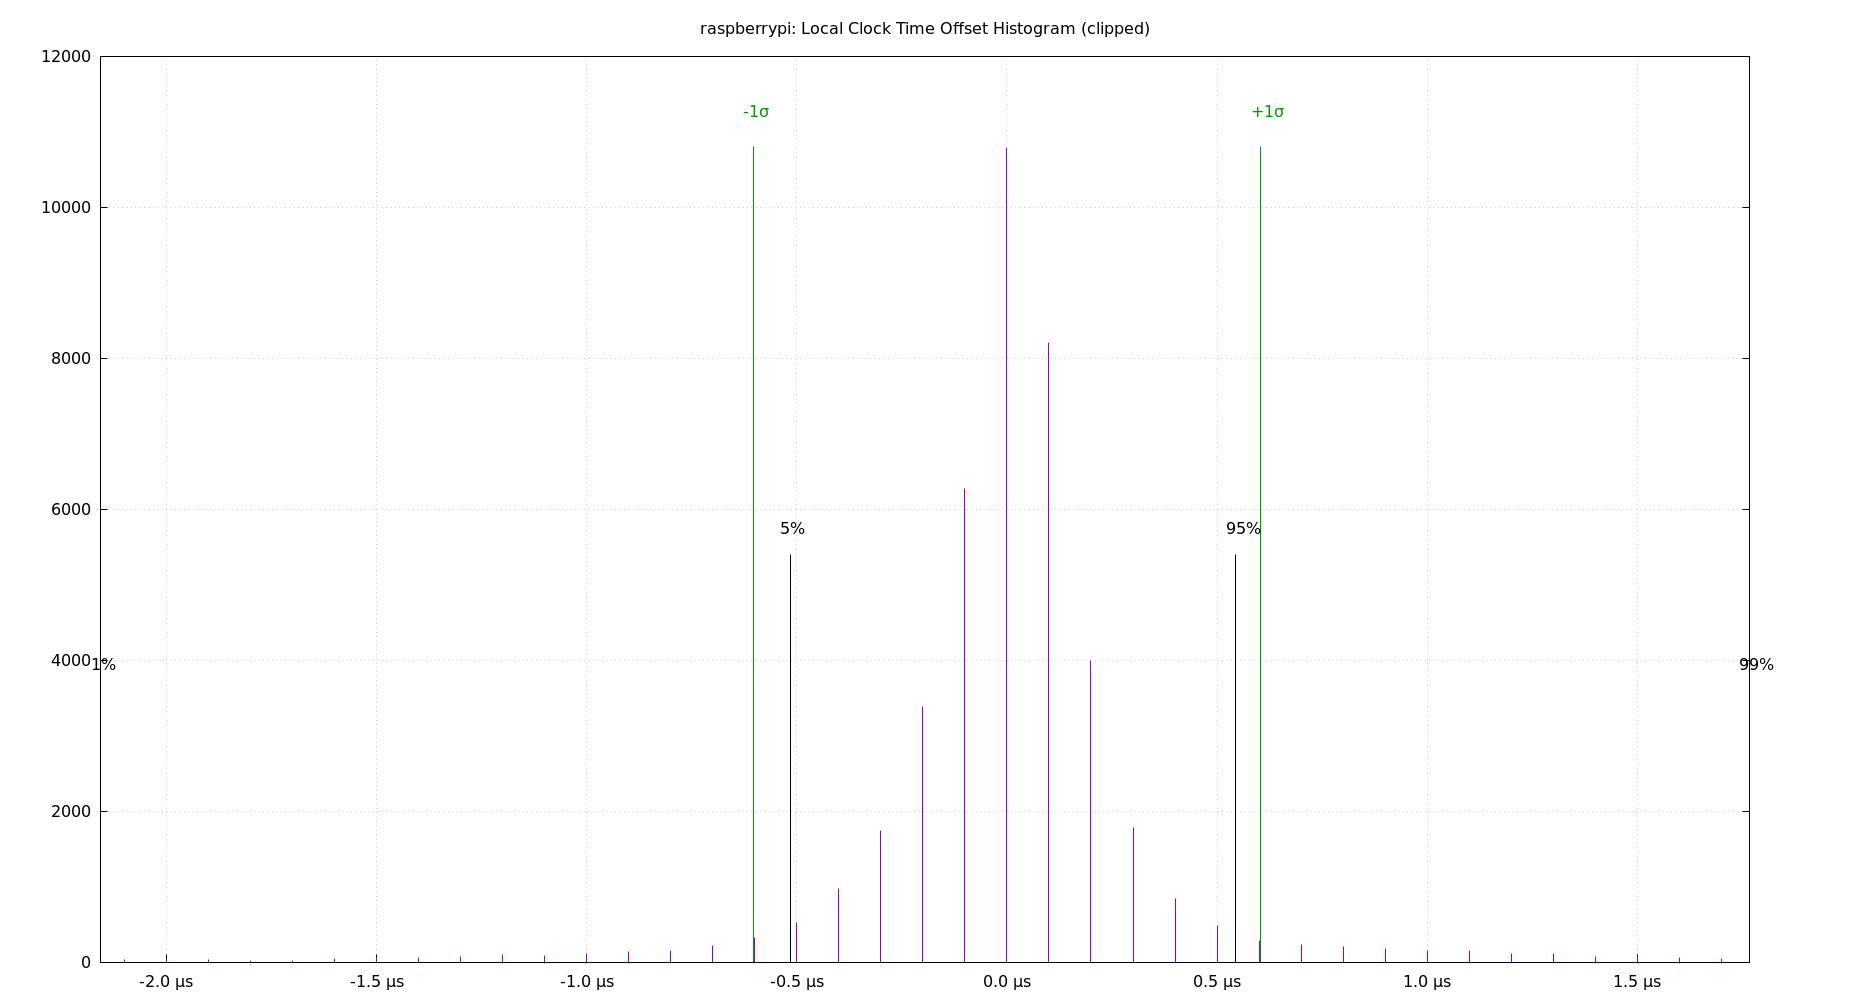 raspberrypi: Local Clock Time Offset Histogram (clipped)
12000
-1σ
+1σ
10000
8000
6000
5%
95%
4000
1%
99%
2000
0
-2.0 µs
-1.5 µs
-1.0 µs
-0.5 µs
0.0 µs
0.5 µs
1.0 µs
1.5 µs